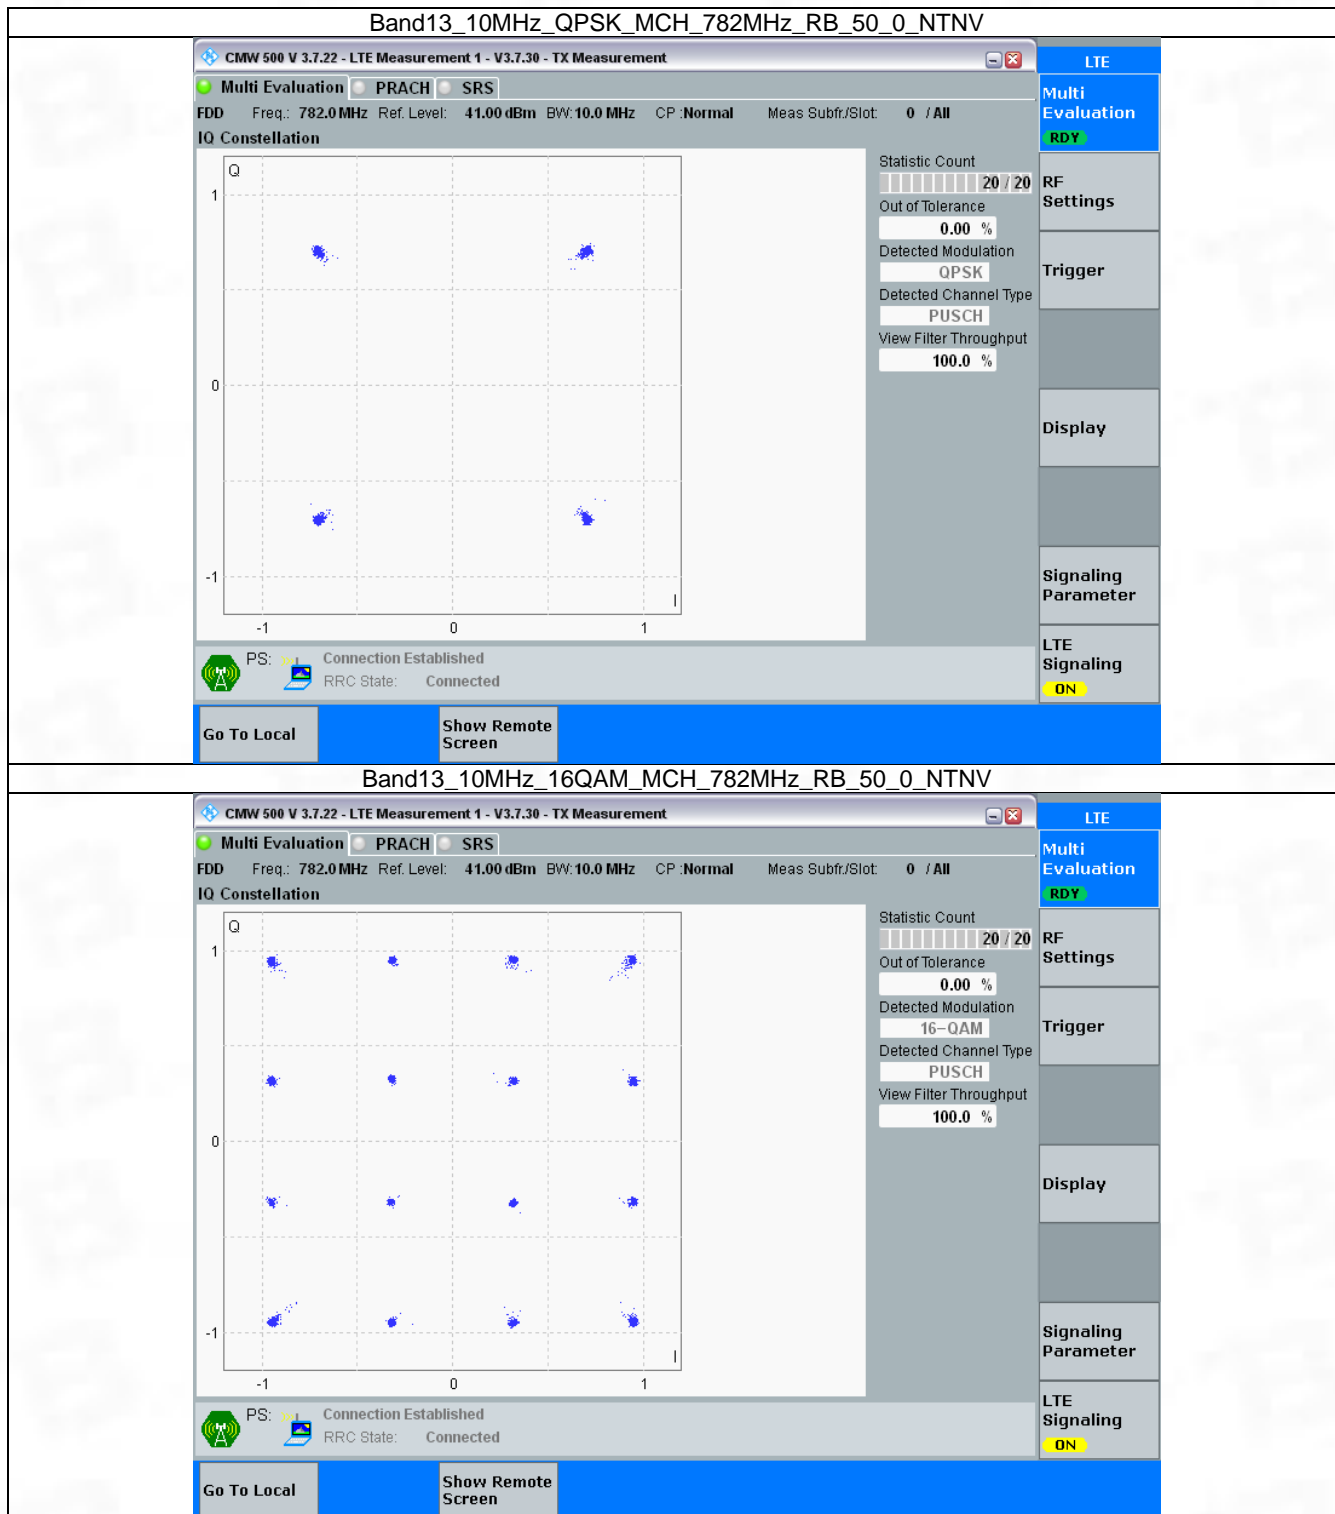 Band13_10MHz_QPSK_MCH_782MHz_RB_50_0_NTNV
CMW 500 V 3.7.22 - LTE Measurement 1 - V3.7.30 - TX Measurement
LTE
Multi Evaluation PRACH SRS
Multi
Evaluation
RDY
FDD Freq.: 782.0 MHz Ref. Level: 41.00 dBm BW: 10.0 MHz CP :Normal Meas Subfr./Slot: 0 / All
IQ Constellation
Q
1
0
-1
I
-1 0 1
Statistic Count
20 / 20
Out of Tolerance
0.00 %
Detected Modulation
QPSK
Detected Channel Type
PUSCH
View Filter Throughput
100.0 %
RF
Settings
Trigger
Display
Signaling
Parameter
LTE
Signaling
ON
PS: Connection Established
RRC State: Connected
Go To Local
Show Remote
Screen
Band13_10MHz_16QAM_MCH_782MHz_RB_50_0_NTNV
CMW 500 V 3.7.22 - LTE Measurement 1 - V3.7.30 - TX Measurement
LTE
Multi Evaluation PRACH SRS
Multi
Evaluation
RDY
FDD Freq.: 782.0 MHz Ref. Level: 41.00 dBm BW: 10.0 MHz CP :Normal Meas Subfr./Slot: 0 / All
IQ Constellation
Q
1
0
-1
I
-1 0 1
Statistic Count
20 / 20
Out of Tolerance
0.00 %
Detected Modulation
16-QAM
Detected Channel Type
PUSCH
View Filter Throughput
100.0 %
RF
Settings
Trigger
Display
Signaling
Parameter
LTE
Signaling
ON
PS: Connection Established
RRC State: Connected
Go To Local
Show Remote
Screen